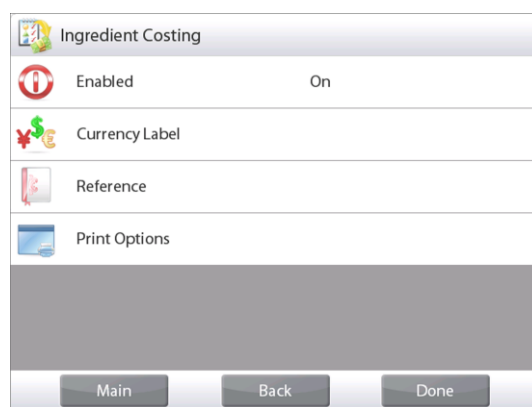 Ingredient Costing
Enabled On
Currency Label
Reference
Print Options
Main Back Done